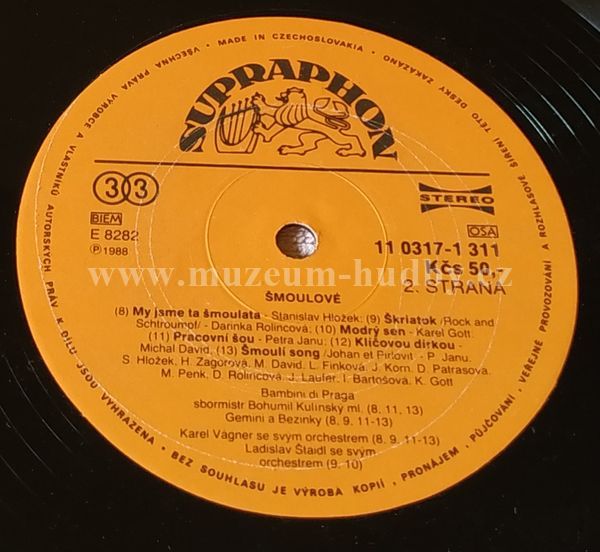 VŠECHNA PRÁVA VÝROBCE A VLASTNÍKŮ AUTORSKÝCH PRÁV K DÍLU JSOU VYHRAZENA • BEZ SOUHLASU JE VÝROBA KOPIÍ, PRONÁJEM, PŮJČOVÁNÍ, VEŘEJNÉ PROVOZOVÁNÍ A ROZHLASOVÉ ŠÍŘENÍ TÉTO DESKY ZAKÁZÁNO • MADE IN CZECHOSLOVAKIA •
SUPRAPHON
33
STEREO
BIEM
E 8282
Ⓟ 1988
OSA
11 0317-1 311
Kčs 50,-
2. STRANA
www.muzeum-hudby.cz
ŠMOULOVÉ
(8) My jsme ta šmoulata - Stanislav Hložek: (9) Škriatok /Rock and
Schtroumpf/ - Darinka Rolincová: (10) Modrý sen - Karel Gott:
(11) Pracovní šou - Petra Janu: (12) Klíčovou dírkou -
Michal David, (13) Šmoulí song /Johan et Pirlovit/ - P. Janu,
S. Hložek, H. Zagorová, M. David, L. Finková, J. Korn, D. Patrasová,
M. Penk, D. Rolincová, J. Laufer, I. Bartošová, K. Gott
Bambini di Praga
sbormistr Bohumil Kulínský ml. (8. 11. 13)
Gemini a Bezinky (8. 9. 11-13)
Karel Vágner se svým orchestrem (8. 9. 11-13)
Ladislav Štaidl se svým
orchestrem (9. 10)